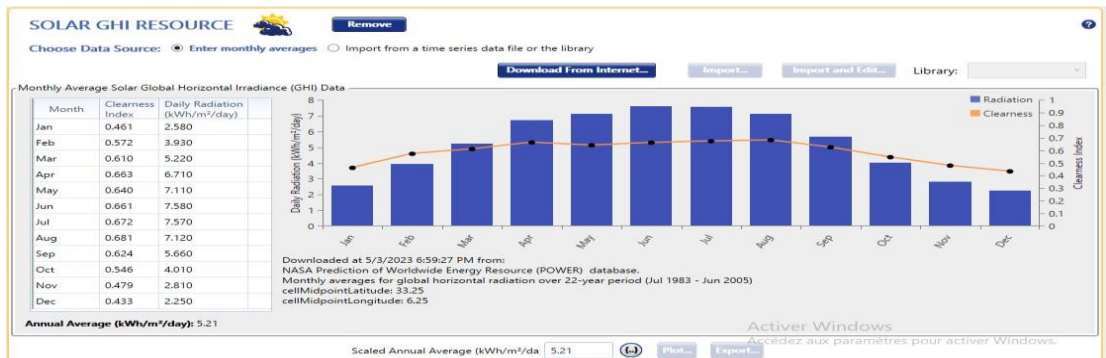 SOLAR GHI RESOURCE
Remove
Choose Data Source: Enter monthly averages Import from a time series data file or the library
Download From Internet... Import... Import and Edit... Library:
Monthly Average Solar Global Horizontal Irradiance (GHI) Data
Month Clearness Index Daily Radiation (kWh/m²/day)
Jan 0.461 2.580
Feb 0.572 3.930
Mar 0.610 5.220
Apr 0.663 6.710
May 0.640 7.110
Jun 0.661 7.580
Jul 0.672 7.570
Aug 0.681 7.120
Sep 0.624 5.660
Oct 0.546 4.010
Nov 0.479 2.810
Dec 0.433 2.250
Daily Radiation (kWh/m²/day)
8
7
6
5
4
3
2
1
0
Jan Feb Mar Apr May Jun Jul Aug Sep Oct Nov Dec
Radiation
Clearness
1
0.9
0.8
0.7
0.6
0.5
0.4
0.3
0.2
0.1
0
Clearness Index
Downloaded at 5/3/2023 6:59:27 PM from:
NASA Prediction of Worldwide Energy Resource (POWER) database.
Monthly averages for global horizontal radiation over 22-year period (Jul 1983 - Jun 2005)
cellMidpointLatitude: 33.25
cellMidpointLongitude: 6.25
Annual Average (kWh/m²/day): 5.21
Activer Windows
Accédez aux paramètres pour activer Windows.
Scaled Annual Average (kWh/m²/da 5.21 {..} Plot... Export...